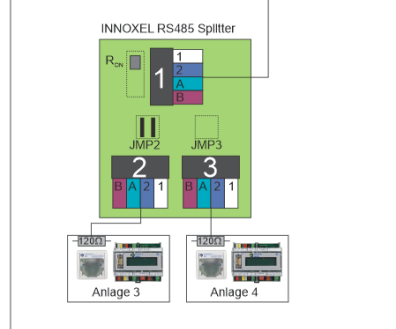 INNOXEL RS485 Splitter
R_ON
1
1
2
A
B
JMP2
JMP3
2
3
B A 2 1
B A 2 1
120Ω
120Ω
Anlage 3
Anlage 4